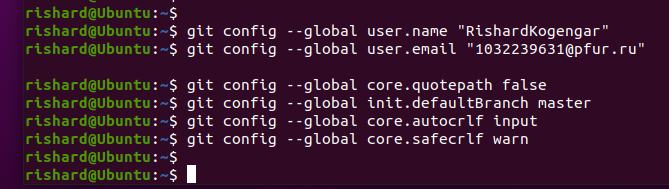 rishard@Ubuntu:~$
rishard@Ubuntu:~$ git config --global user.name "RishardKogengar"
rishard@Ubuntu:~$ git config --global user.email "1032239631@pfur.ru"
rishard@Ubuntu:~$ git config --global core.quotepath false
rishard@Ubuntu:~$ git config --global init.defaultBranch master
rishard@Ubuntu:~$ git config --global core.autocrlf input
rishard@Ubuntu:~$ git config --global core.safecrlf warn
rishard@Ubuntu:~$
rishard@Ubuntu:~$